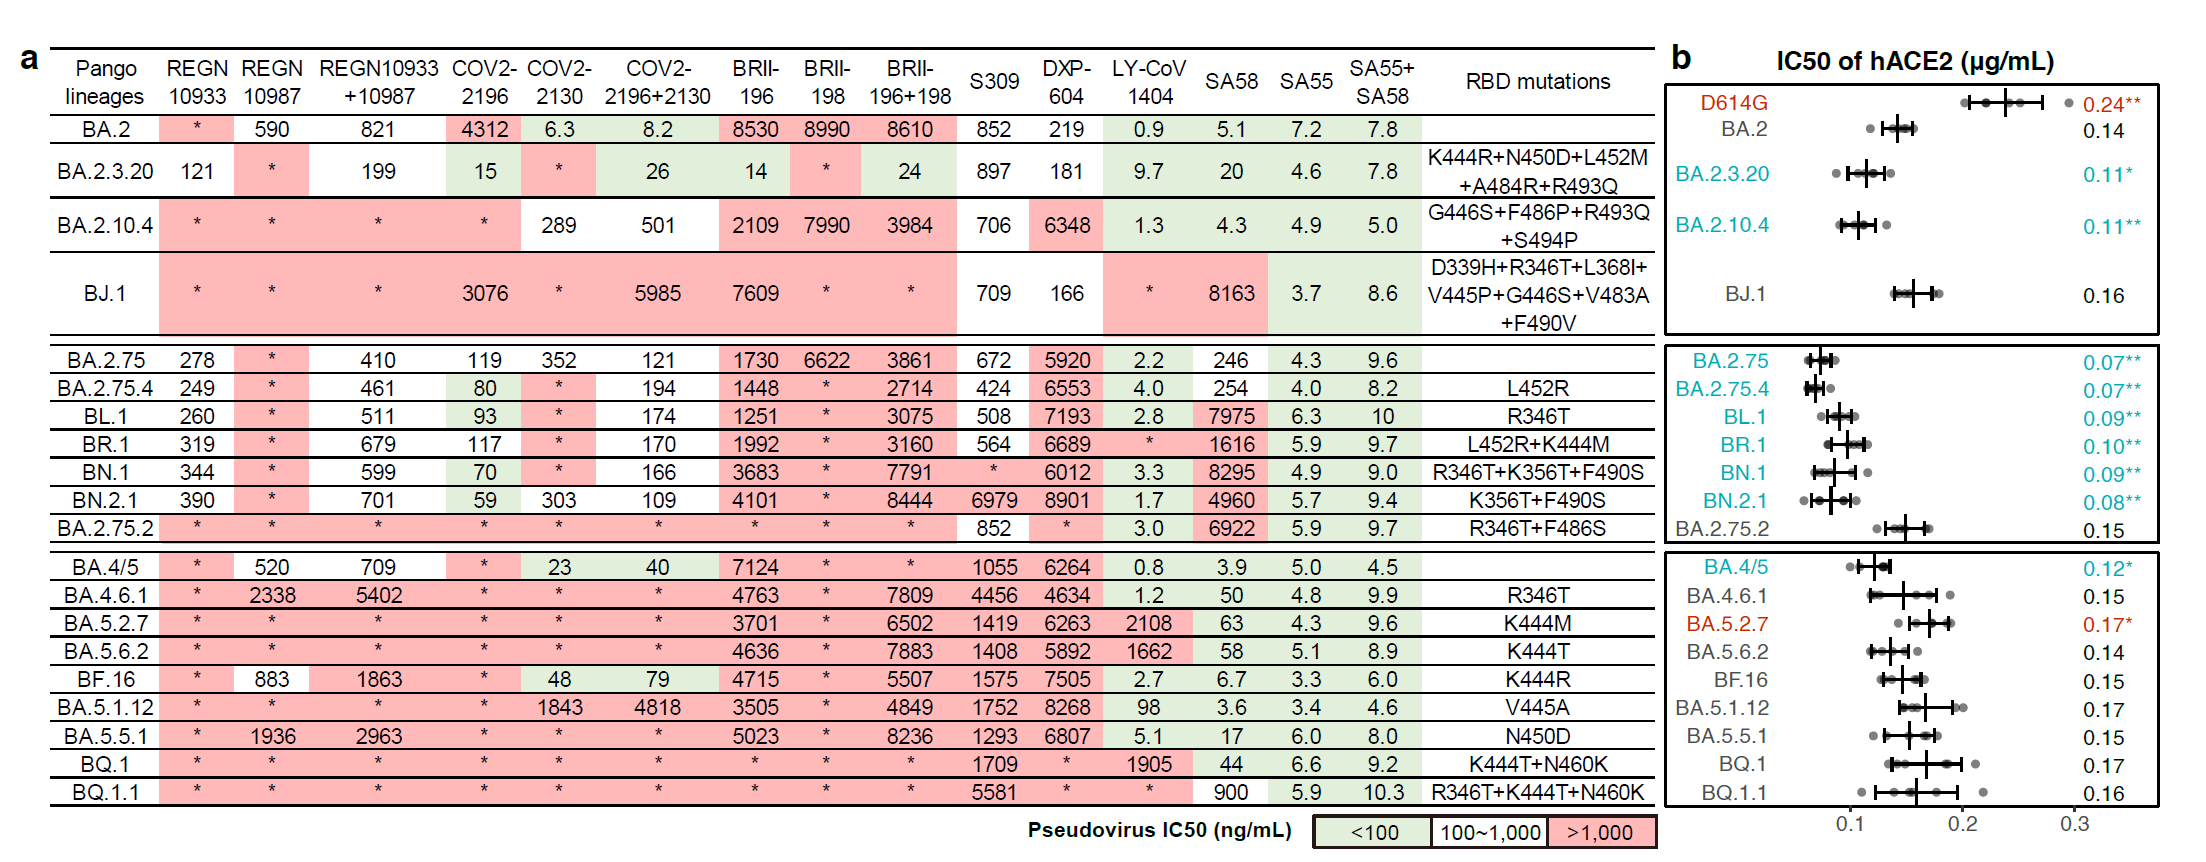 a
Pango lineages REGN 10933 REGN 10987 REGN10933 +10987 COV2-2196 COV2-2130 COV2-2196+2130 BRII-196 BRII-198 BRII-196+198 S309 DXP-604 LY-CoV 1404 SA58 SA55 SA55+ SA58 RBD mutations
BA.2 * 590 821 4312 6.3 8.2 8530 8990 8610 852 219 0.9 5.1 7.2 7.8
BA.2.3.20 121 * 199 15 * 26 14 * 24 897 181 9.7 20 4.6 7.8 K444R+N450D+L452M +A484R+R493Q
BA.2.10.4 * * * * 289 501 2109 7990 3984 706 6348 1.3 4.3 4.9 5.0 G446S+F486P+R493Q +S494P
BJ.1 * * * 3076 * 5985 7609 * * 709 166 * 8163 3.7 8.6 D339H+R346T+L368I+ V445P+G446S+V483A +F490V
BA.2.75 278 * 410 119 352 121 1730 6622 3861 672 5920 2.2 246 4.3 9.6
BA.2.75.4 249 * 461 80 * 194 1448 * 2714 424 6553 4.0 254 4.0 8.2 L452R
BL.1 260 * 511 93 * 174 1251 * 3075 508 7193 2.8 7975 6.3 10 R346T
BR.1 319 * 679 117 * 170 1992 * 3160 564 6689 * 1616 5.9 9.7 L452R+K444M
BN.1 344 * 599 70 * 166 3683 * 7791 * 6012 3.3 8295 4.9 9.0 R346T+K356T+F490S
BN.2.1 390 * 701 59 303 109 4101 * 8444 6979 8901 1.7 4960 5.7 9.4 K356T+F490S
BA.2.75.2 * * * * * * * * * 852 * 3.0 6922 5.9 9.7 R346T+F486S
BA.4/5 * 520 709 * 23 40 7124 * * 1055 6264 0.8 3.9 5.0 4.5
BA.4.6.1 * 2338 5402 * * * 4763 * 7809 4456 4634 1.2 50 4.8 9.9 R346T
BA.5.2.7 * * * * * * 3701 * 6502 1419 6263 2108 63 4.3 9.6 K444M
BA.5.6.2 * * * * * * 4636 * 7883 1408 5892 1662 58 5.1 8.9 K444T
BF.16 * 883 1863 * 48 79 4715 * 5507 1575 7505 2.7 6.7 3.3 6.0 K444R
BA.5.1.12 * * * * 1843 4818 3505 * 4849 1752 8268 98 3.6 3.4 4.6 V445A
BA.5.5.1 * 1936 2963 * * * 5023 * 8236 1293 6807 5.1 17 6.0 8.0 N450D
BQ.1 * * * * * * * * * 1709 * 1905 44 6.6 9.2 K444T+N460K
BQ.1.1 * * * * * * * * * 5581 * * 900 5.9 10.3 R346T+K444T+N460K
Pseudovirus IC50 (ng/mL) <100 100~1,000 >1,000
b
IC50 of hACE2 (µg/mL)
D614G 0.24**
BA.2 0.14
BA.2.3.20 0.11*
BA.2.10.4 0.11**
BJ.1 0.16
BA.2.75 0.07**
BA.2.75.4 0.07**
BL.1 0.09**
BR.1 0.10**
BN.1 0.09**
BN.2.1 0.08**
BA.2.75.2 0.15
BA.4/5 0.12*
BA.4.6.1 0.15
BA.5.2.7 0.17*
BA.5.6.2 0.14
BF.16 0.15
BA.5.1.12 0.17
BA.5.5.1 0.15
BQ.1 0.17
BQ.1.1 0.16
0.1 0.2 0.3